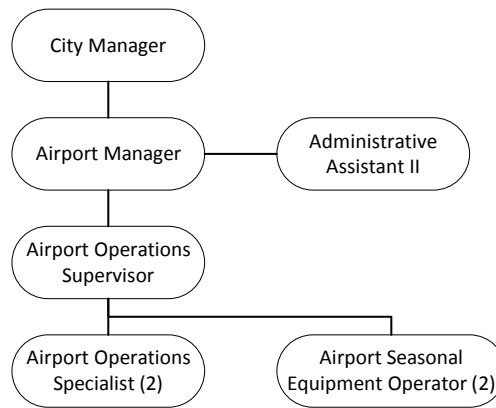 City Manager
Airport Manager
Administrative
Assistant II
Airport Operations
Supervisor
Airport Operations
Specialist (2)
Airport Seasonal
Equipment Operator (2)